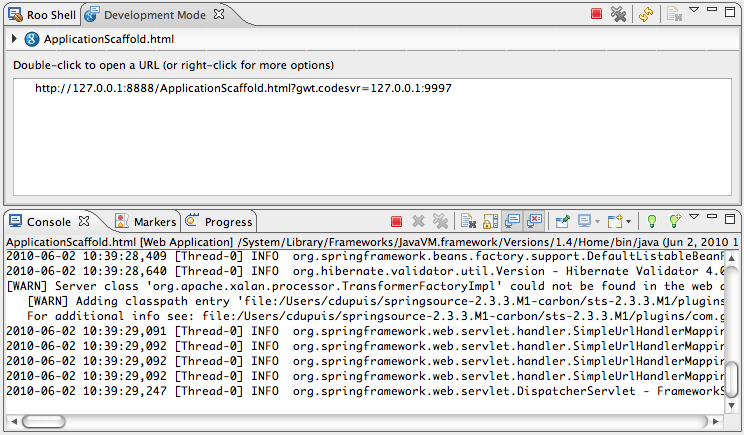 Roo Shell Development Mode
ApplicationScaffold.html
Double-click to open a URL (or right-click for more options)
http://127.0.0.1:8888/ApplicationScaffold.html?gwt.codesvr=127.0.0.1:9997
Console Markers Progress
ApplicationScaffold.html [Web Application] /System/Library/Frameworks/JavaVM.framework/Versions/1.4/Home/bin/java (Jun 2, 2010 1
2010-06-02 10:39:28,409 [Thread-0] INFO org.springframework.beans.factory.support.DefaultListableBeanF
2010-06-02 10:39:28,640 [Thread-0] INFO org.hibernate.validator.util.Version - Hibernate Validator 4.0
[WARN] Server class 'org.apache.xalan.processor.TransformerFactoryImpl' could not be found in the web a
[WARN] Adding classpath entry 'file:/Users/cdupuis/springsource-2.3.3.M1-carbon/sts-2.3.3.M1/plugins
For additional info see: file:/Users/cdupuis/springsource-2.3.3.M1-carbon/sts-2.3.3.M1/plugins/com.g
2010-06-02 10:39:29,091 [Thread-0] INFO org.springframework.web.servlet.handler.SimpleUrlHandlerMappin
2010-06-02 10:39:29,092 [Thread-0] INFO org.springframework.web.servlet.handler.SimpleUrlHandlerMappin
2010-06-02 10:39:29,092 [Thread-0] INFO org.springframework.web.servlet.handler.SimpleUrlHandlerMappin
2010-06-02 10:39:29,092 [Thread-0] INFO org.springframework.web.servlet.handler.SimpleUrlHandlerMappin
2010-06-02 10:39:29,247 [Thread-0] INFO org.springframework.web.servlet.DispatcherServlet - FrameworkS